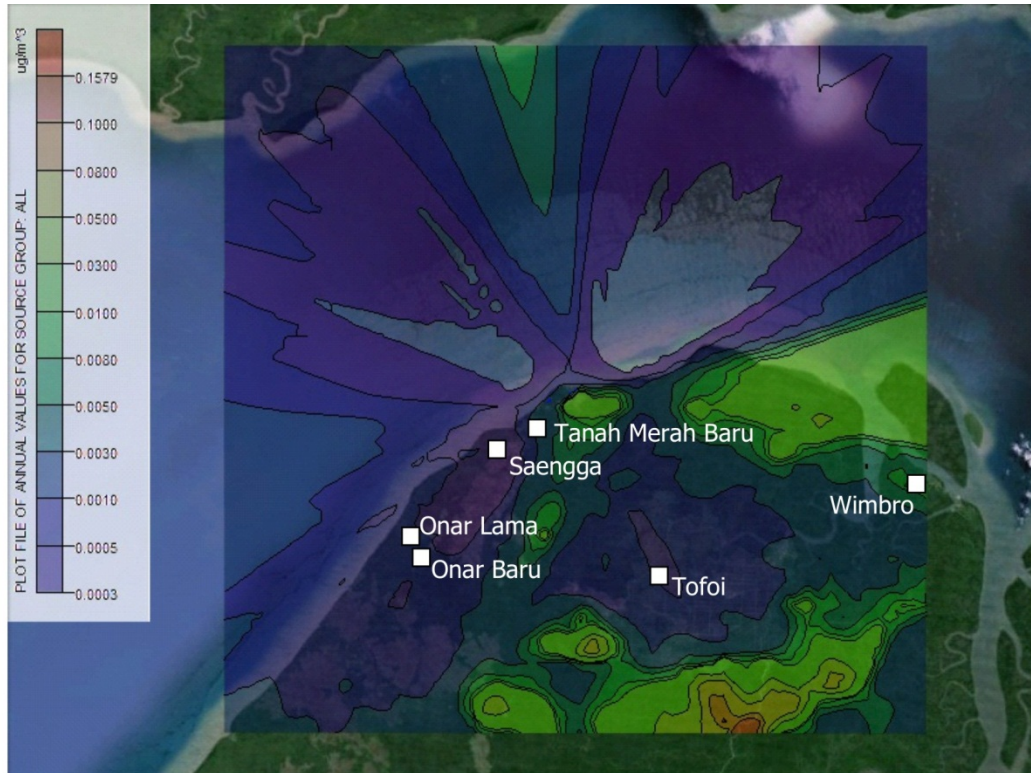 ug/m^3
PLOT FILE OF ANNUAL VALUES FOR SOURCE GROUP: ALL
0.1579
0.1000
0.0800
0.0500
0.0300
0.0100
0.0080
0.0050
0.0030
0.0010
0.0005
0.0003
Tanah Merah Baru
Saengga
Wimbro
Onar Lama
Onar Baru
Tofoi